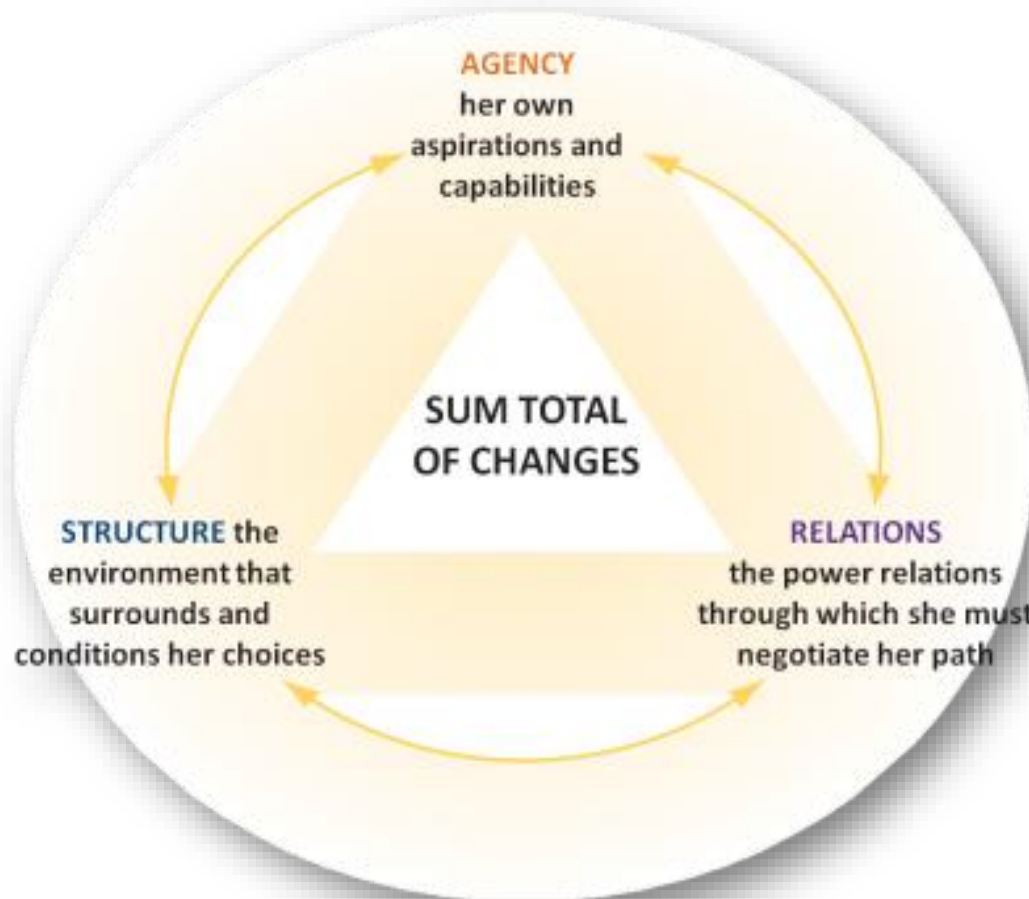 AGENCY
her own
aspirations and
capabilities
SUM TOTAL
OF CHANGES
STRUCTURE the
environment that
surrounds and
conditions her choices
RELATIONS
the power relations
through which she must
negotiate her path